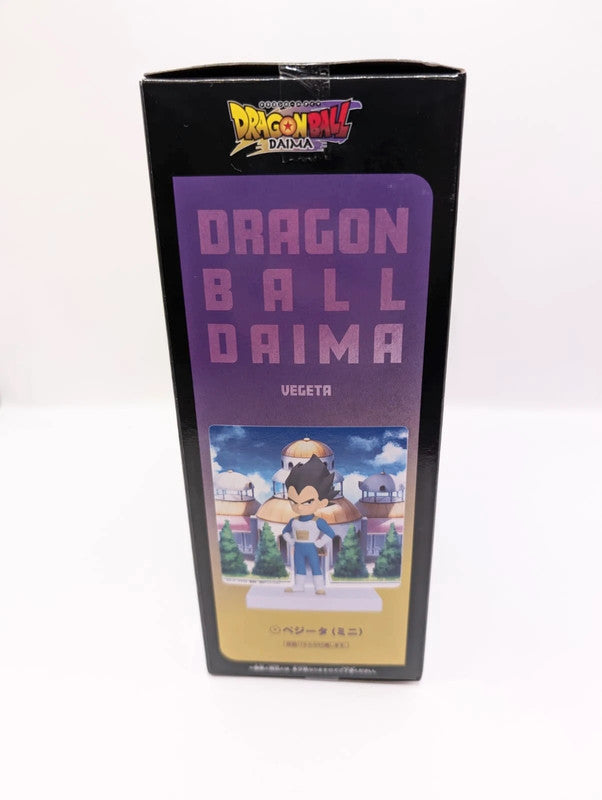 DRAGON BALL
DAIMA
DRAGON
BALL
DAIMA
VEGETA
ベジータ(ミニ)